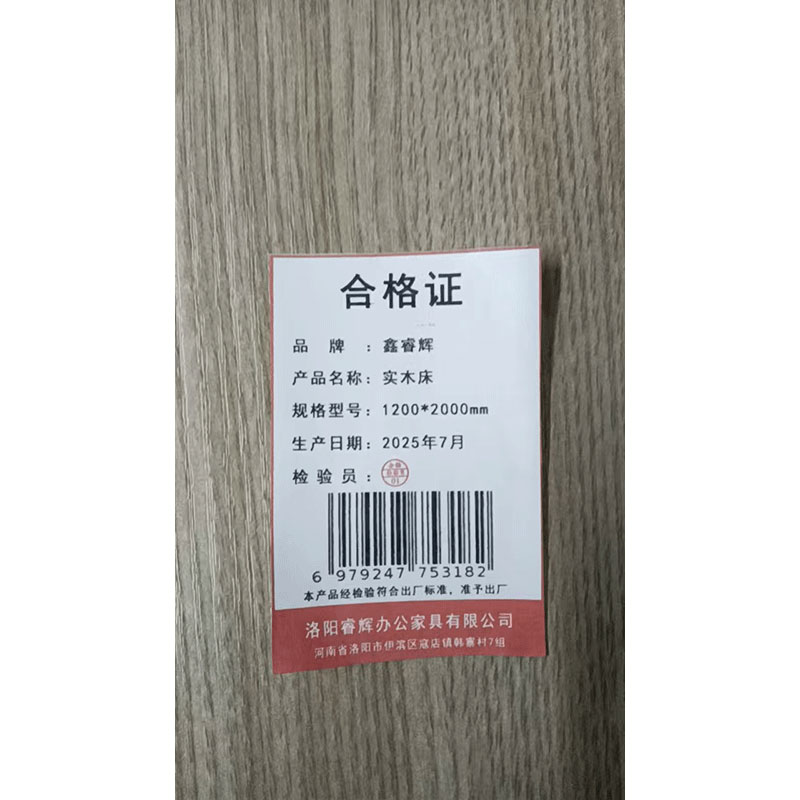 合格证
品 牌 ：鑫睿辉
产品名称：实木床
规格型号：1200*2000mm
生产日期：2025年7月
检 验 员：
01
6 979247 753182
本产品经检验符合出厂标准，准予出厂
洛阳睿辉办公家具有限公司
河南省洛阳市伊滨区寇店镇韩寨村7组